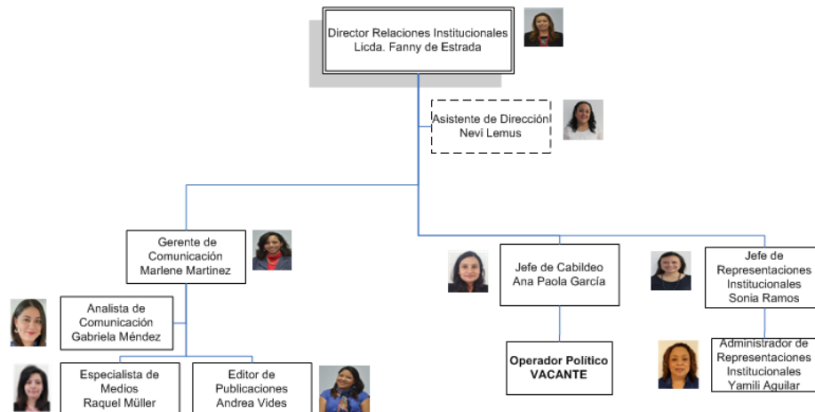 Director Relaciones Institucionales
Licda. Fanny de Estrada
Asistente de Dirección
Nevi Lemus
Gerente de
Comunicación
Marlene Martinez
Jefe de Cabildeo
Ana Paola García
Jefe de
Representaciones
Institucionales
Sonia Ramos
Analista de
Comunicación
Gabriela Méndez
Operador Político
VACANTE
Administrador de
Representaciones
Institucionales
Yamili Aguilar
Especialista de
Medios
Raquel Müller
Editor de
Publicaciones
Andrea Vides